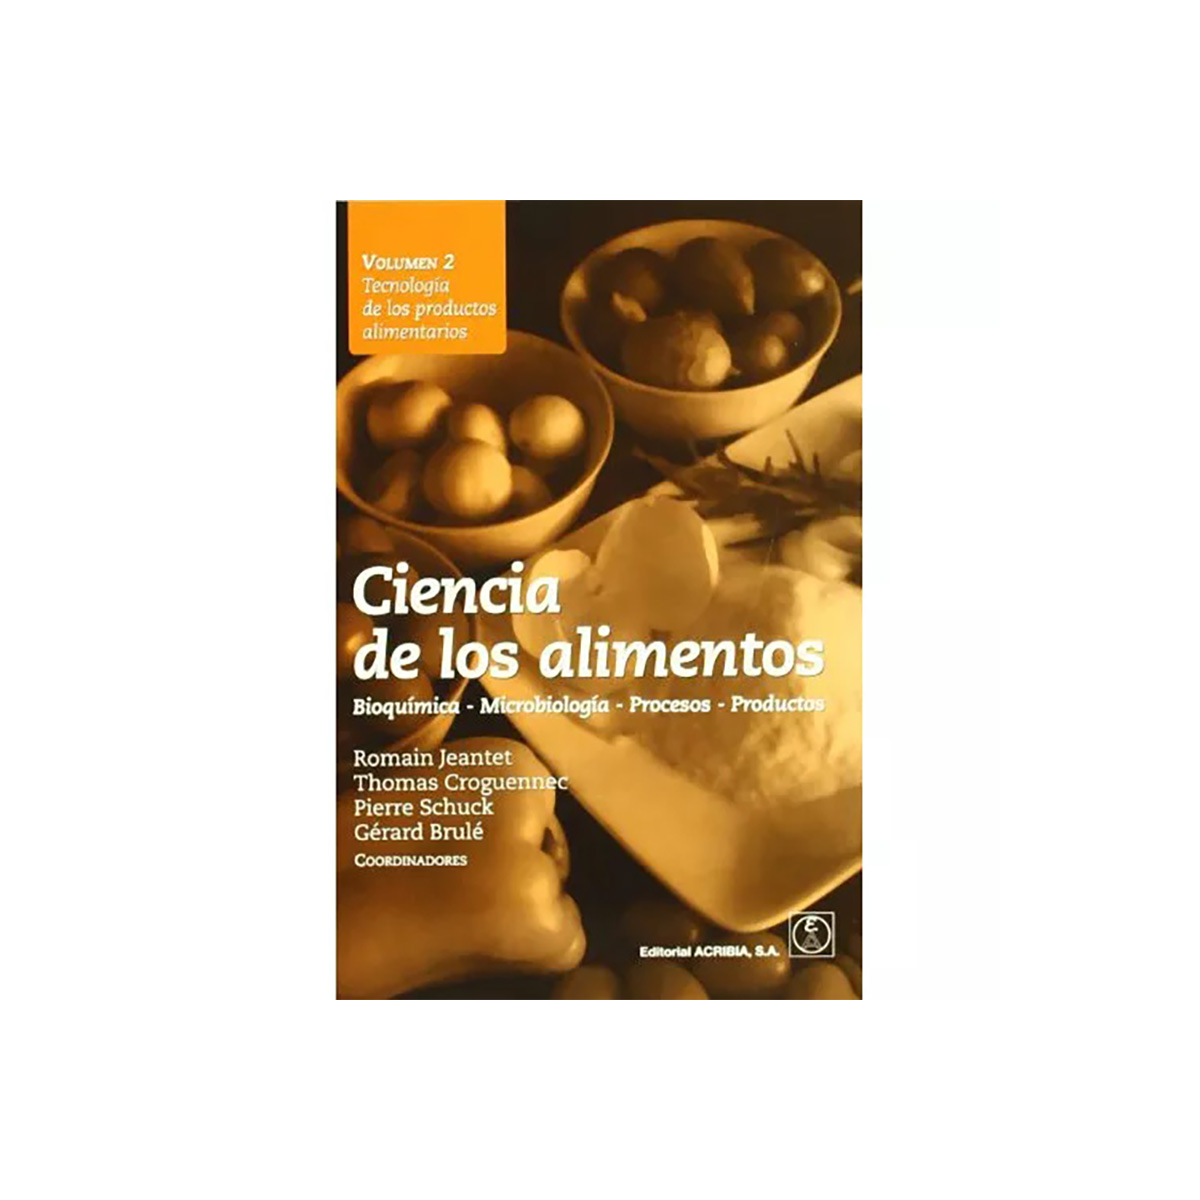 VOLUMEN 2
Tecnología
de los productos
alimentarios
Ciencia
de los alimentos
Bioquímica - Microbiología - Procesos - Productos
Romain Jeantet
Thomas Croguennec
Pierre Schuck
Gérard Brulé
COORDINADORES
Editorial ACRIBIA, S.A.
EA